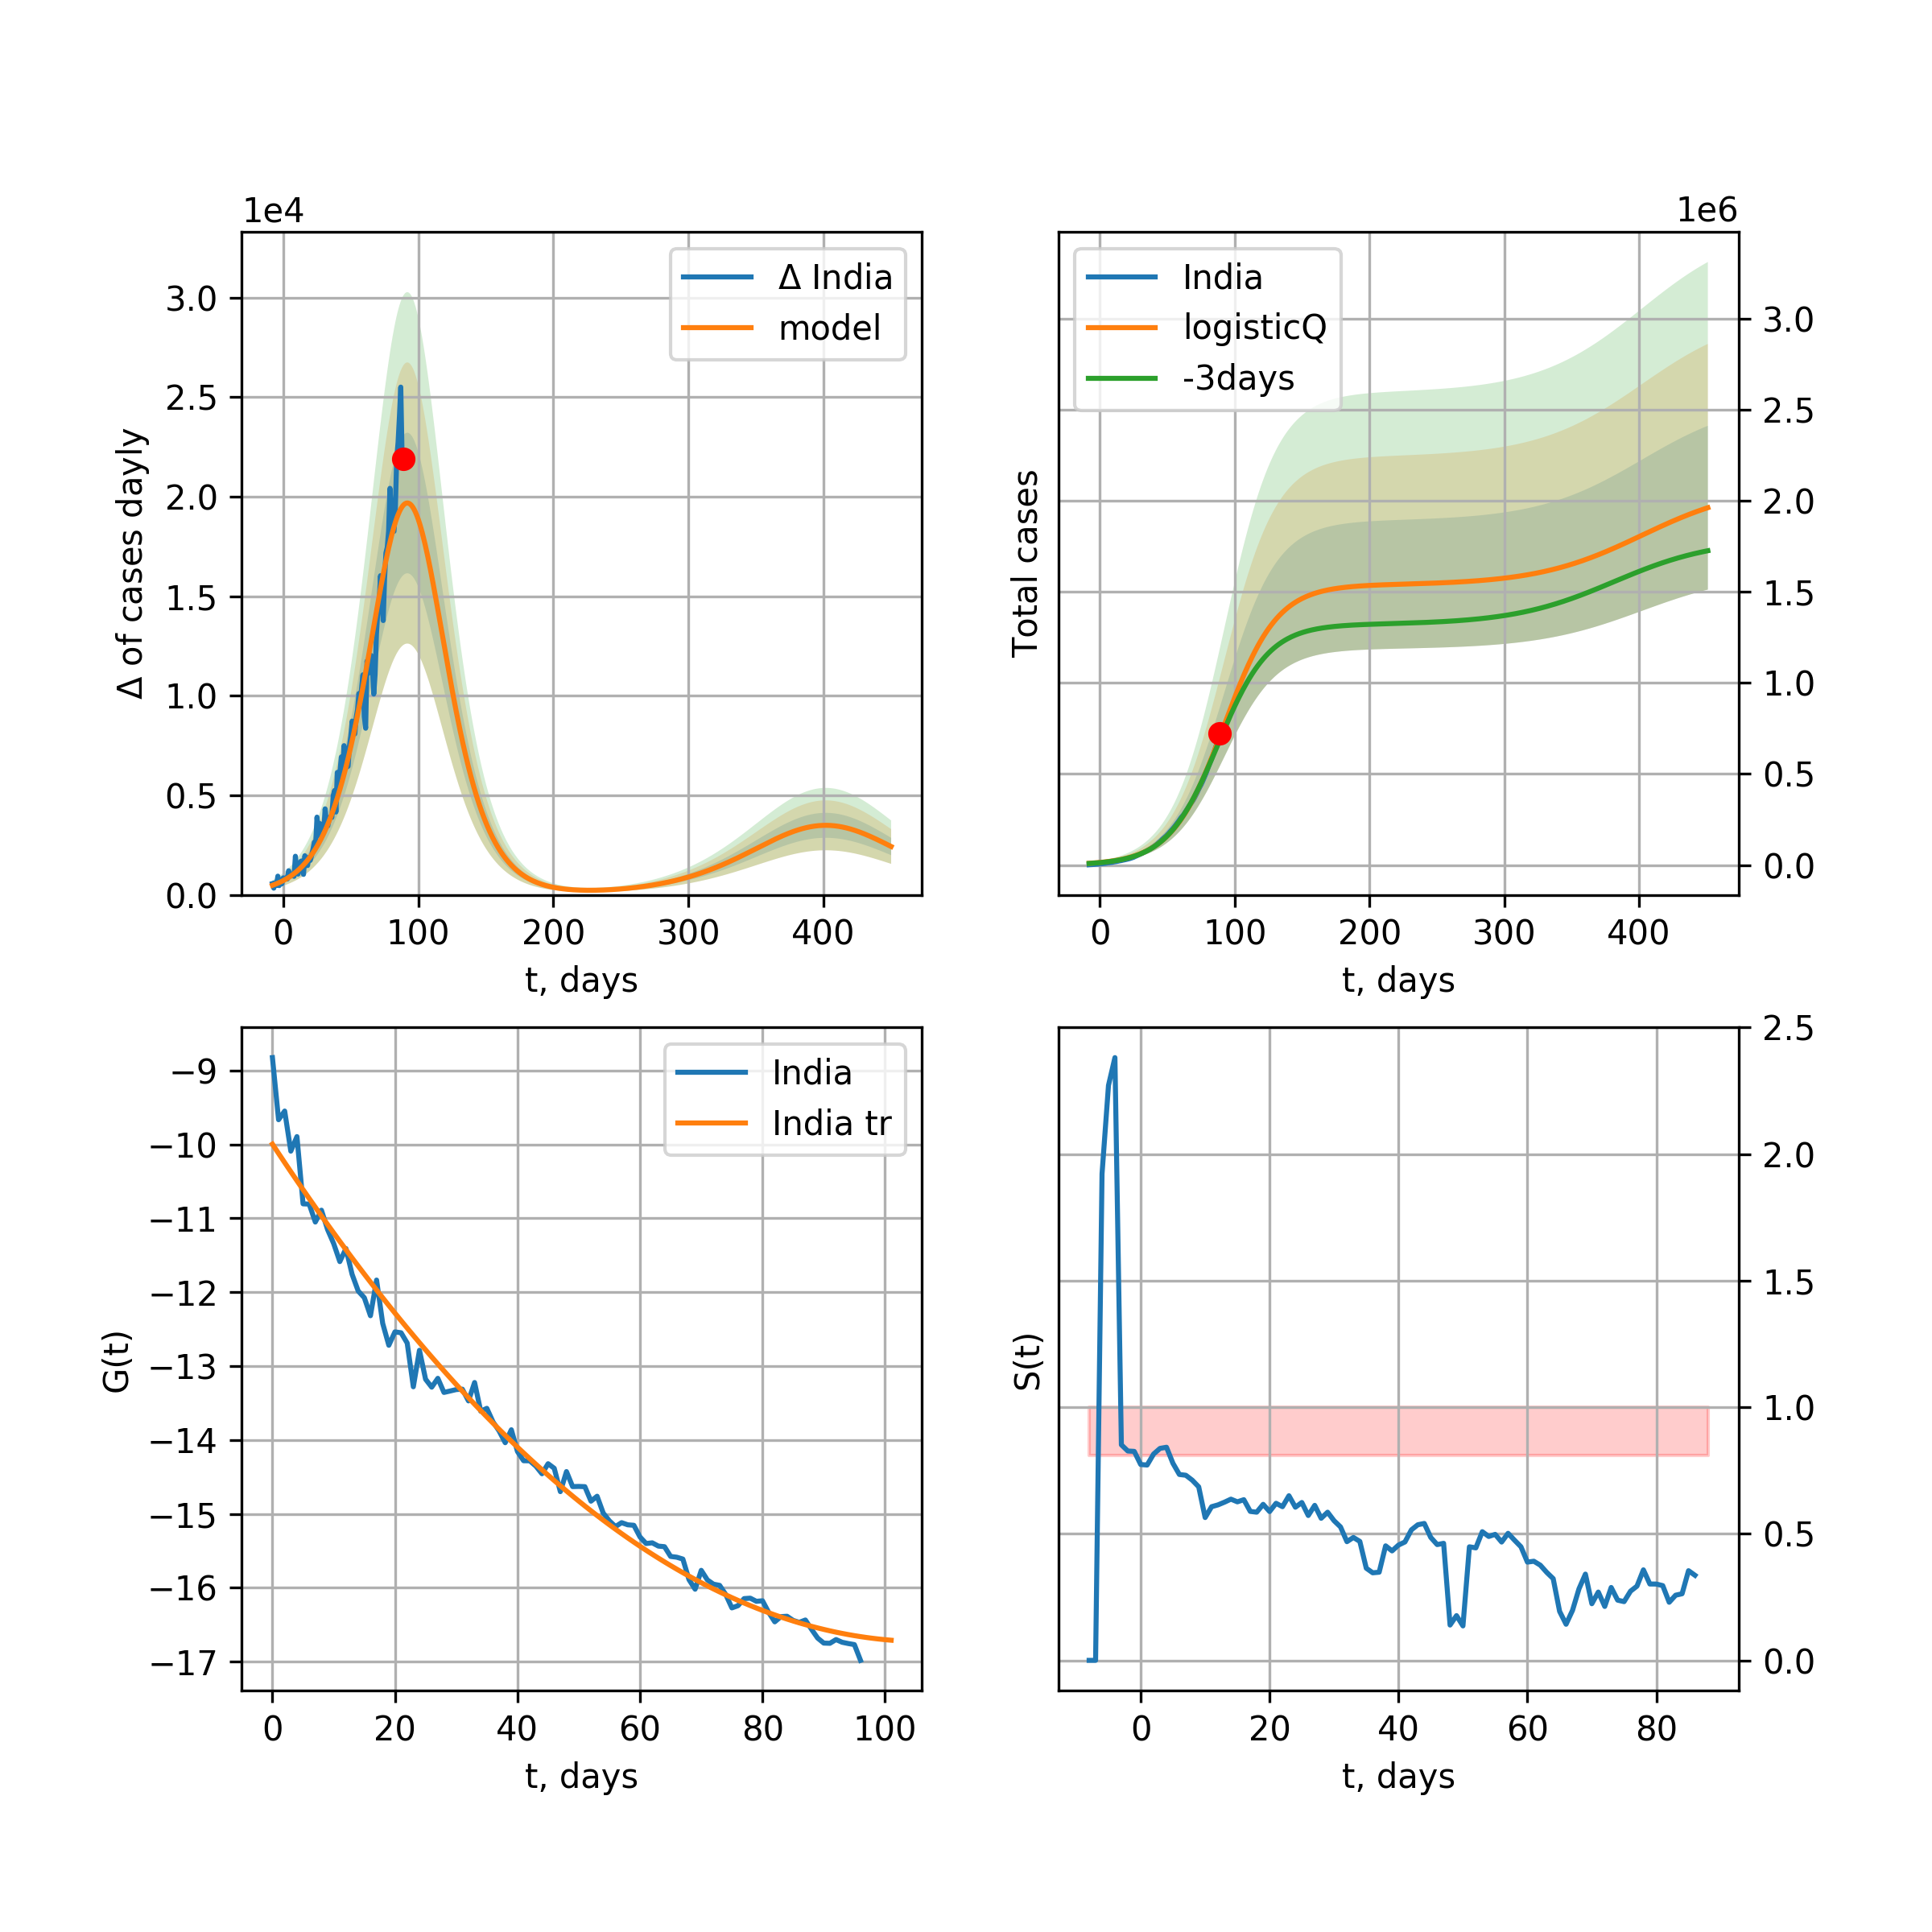 1e4
3.0
2.5
2.0
1.5
1.0
0.5
0.0
Δ of cases dayly
Δ India
model
0 100 200 300 400
t, days
1e6
India
logisticQ
-3days
Total cases
3.0
2.5
2.0
1.5
1.0
0.5
0.0
0 100 200 300 400
t, days
−9
−10
−11
−12
−13
−14
−15
−16
−17
G(t)
India
India tr
0 20 40 60 80 100
t, days
S(t)
2.5
2.0
1.5
1.0
0.5
0.0
0 20 40 60 80
t, days